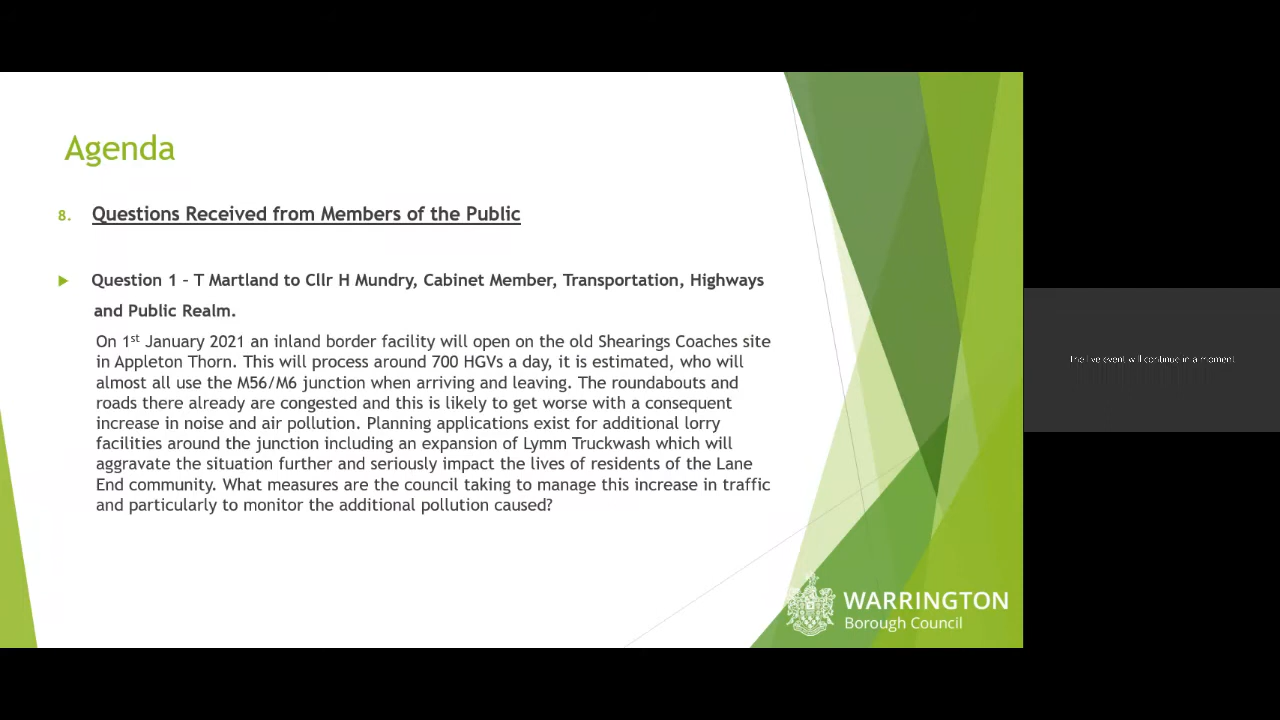 Agenda
8. Questions Received from Members of the Public
Question 1 – T Martland to Cllr H Mundry, Cabinet Member, Transportation, Highways
and Public Realm.
On 1st January 2021 an inland border facility will open on the old Shearings Coaches site
in Appleton Thorn. This will process around 700 HGVs a day, it is estimated, who will
almost all use the M56/M6 junction when arriving and leaving. The roundabouts and
roads there already are congested and this is likely to get worse with a consequent
increase in noise and air pollution. Planning applications exist for additional lorry
facilities around the junction including an expansion of Lymm Truckwash which will
aggravate the situation further and seriously impact the lives of residents of the Lane
End community. What measures are the council taking to manage this increase in traffic
and particularly to monitor the additional pollution caused?
The live event will continue in a moment
WARRINGTON
Borough Council